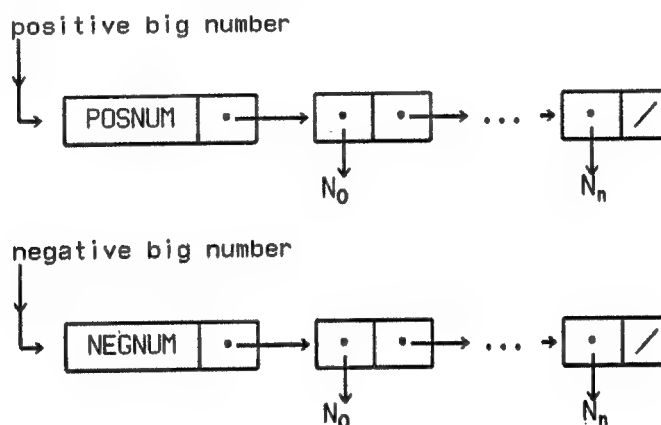 positive big number
POSNUM
...
N0
Nn
negative big number
NEGNUM
...
N0
Nn